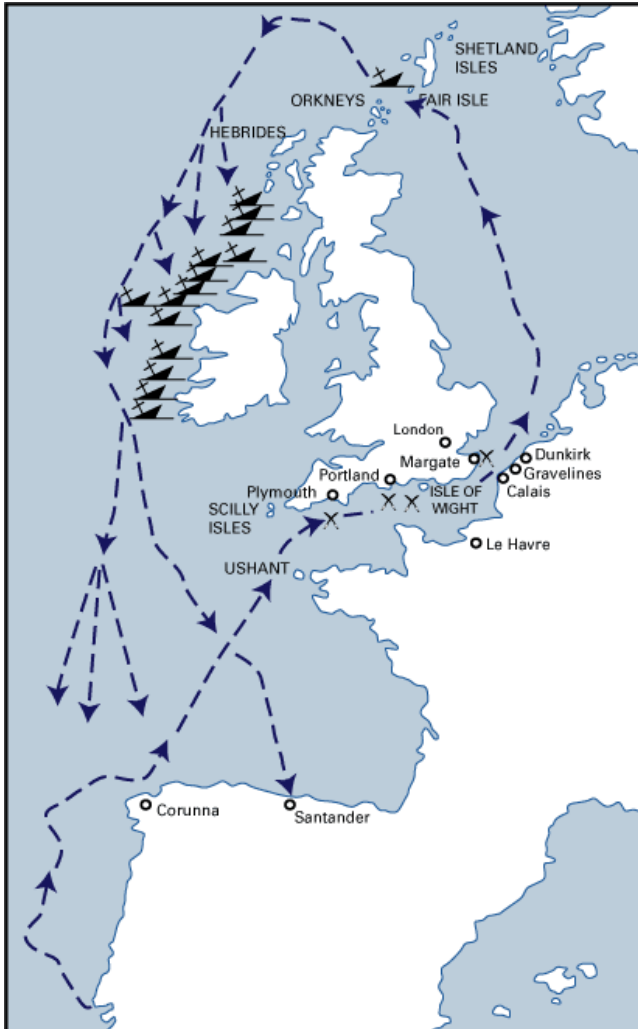 SHETLAND
ISLES
ORKNEYS
FAIR ISLE
HEBRIDES
London
Margate
Dunkirk
Gravelines
Calais
Portland
Plymouth
ISLE OF
WIGHT
SCILLY
ISLES
Le Havre
USHANT
Corunna
Santander